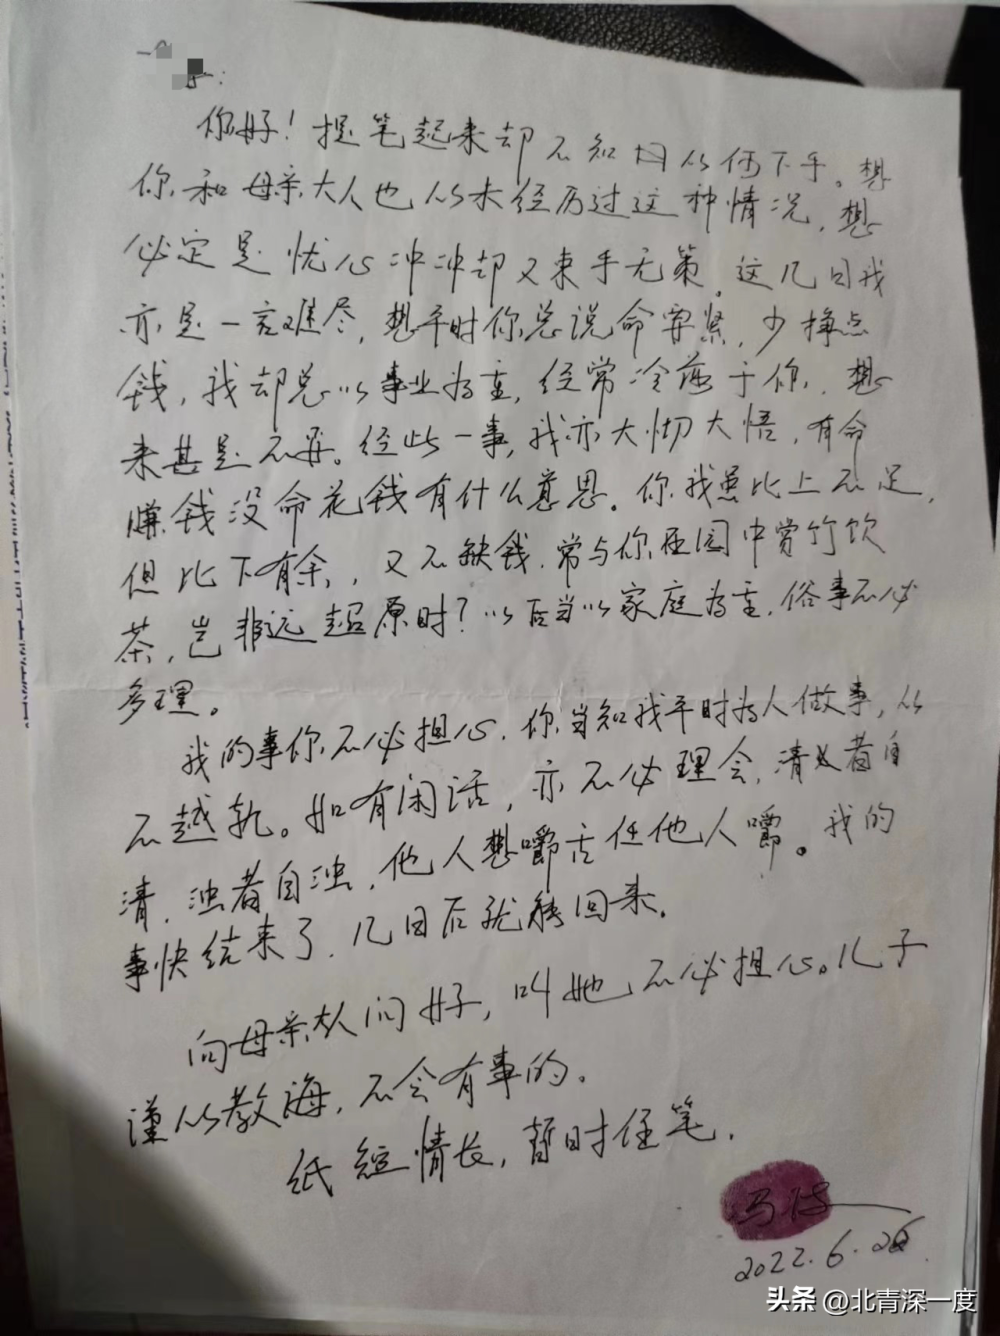 你好！提笔起来却不知因从何下手。想
你和母亲大人也从未经历过这种情况，想
必定是忧心冲冲却又束手无策。这几日我
亦是一言难尽，想平时你总说命要紧，少挣点
钱，我却总以事业为重，经常冷落于你，想
来甚是不安。经此一事，我亦大彻大悟，有命
赚钱没命花钱有什么意思。你我虽比上不足，
但比下有余，又不缺钱，常与你在园中赏竹饮
茶，岂非远超原时？以后当以家庭为重，俗事不必
多理。
我的事你不必担心，你当知我平时为人做事，从
不越轨。如有闲话，亦不必理会，清者自
清，浊者自浊，他人想嚼舌任他人嚼。我的
事快结束了，几日后就能回来。
向母亲大人问好，叫她不必担心。儿子
谨从教诲，不会有事的。
纸短情长，暂时住笔。
2022.6.26
头条 @北青深一度